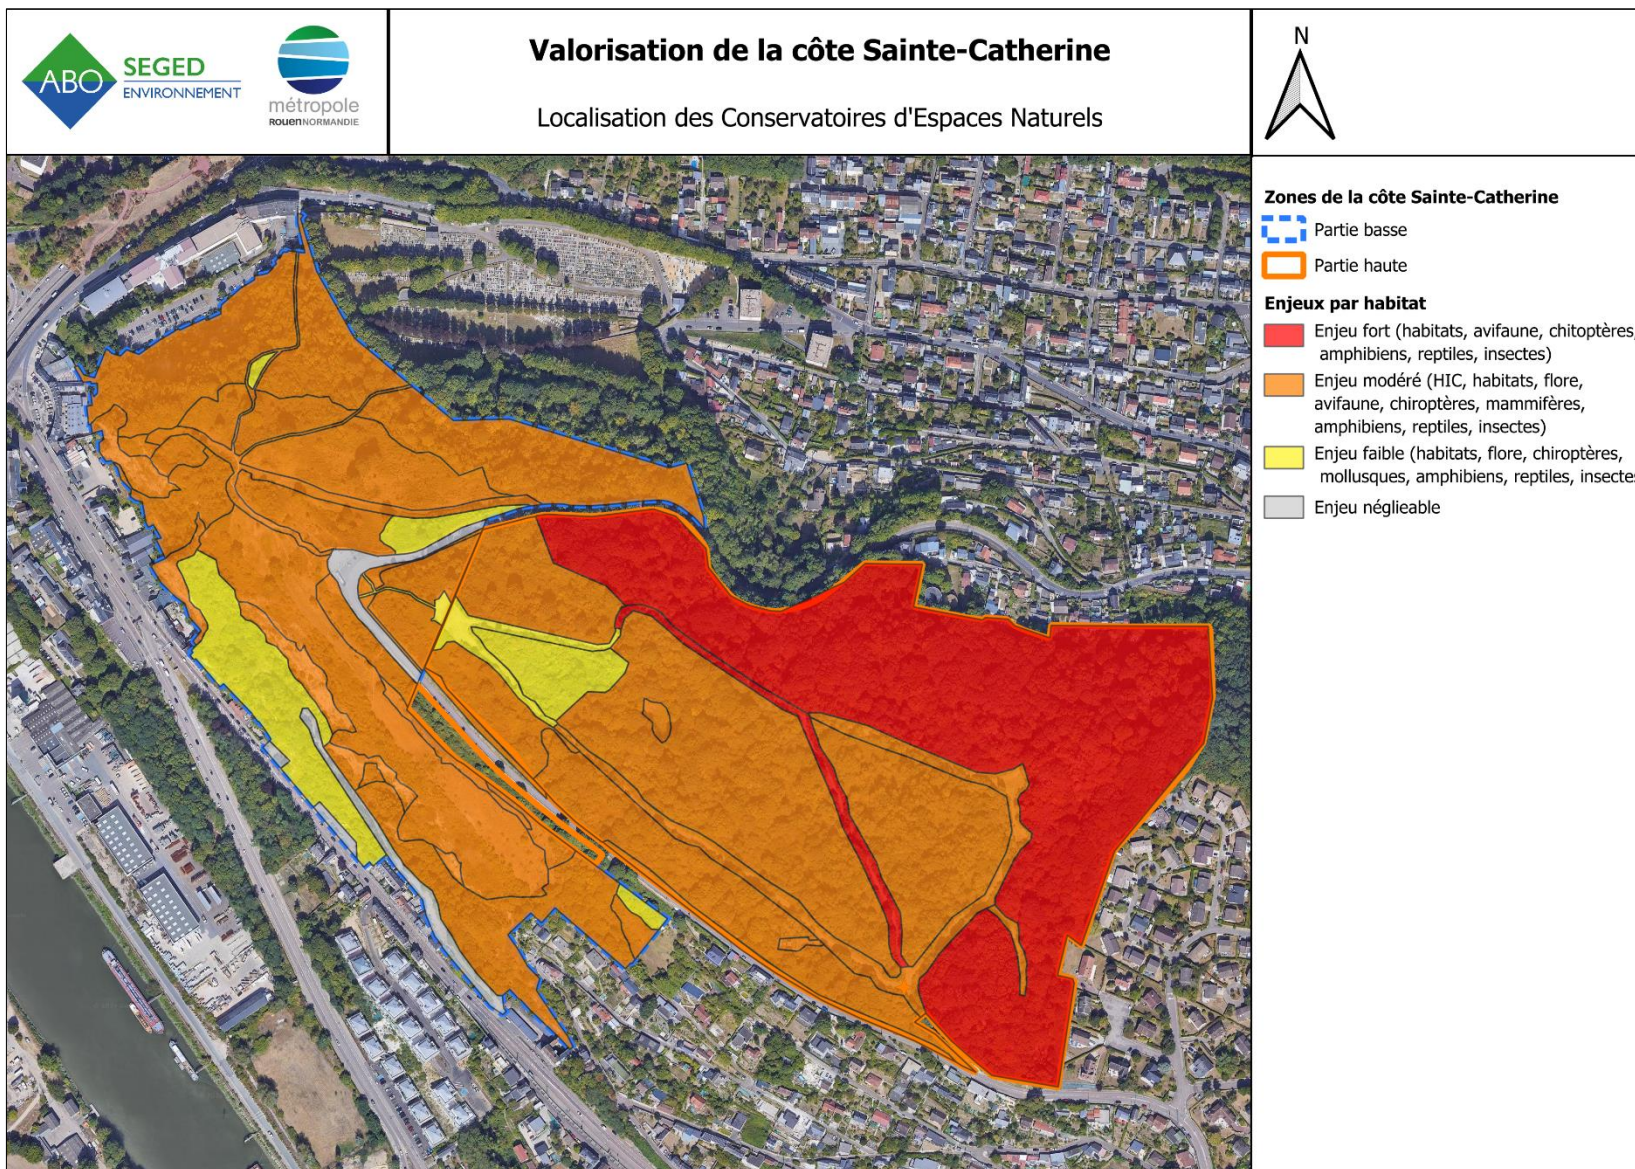 ABO
SEGED
ENVIRONNEMENT
métropole
ROUENNORMANDIE
Valorisation de la côte Sainte-Catherine
Localisation des Conservatoires d'Espaces Naturels
N
Zones de la côte Sainte-Catherine
Partie basse
Partie haute
Enjeux par habitat
Enjeu fort (habitats, avifaune, chitoptères,
amphibiens, reptiles, insectes)
Enjeu modéré (HIC, habitats, flore,
avifaune, chiroptères, mammifères,
amphibiens, reptiles, insectes)
Enjeu faible (habitats, flore, chiroptères,
mollusques, amphibiens, reptiles, insectes
Enjeu néglieable